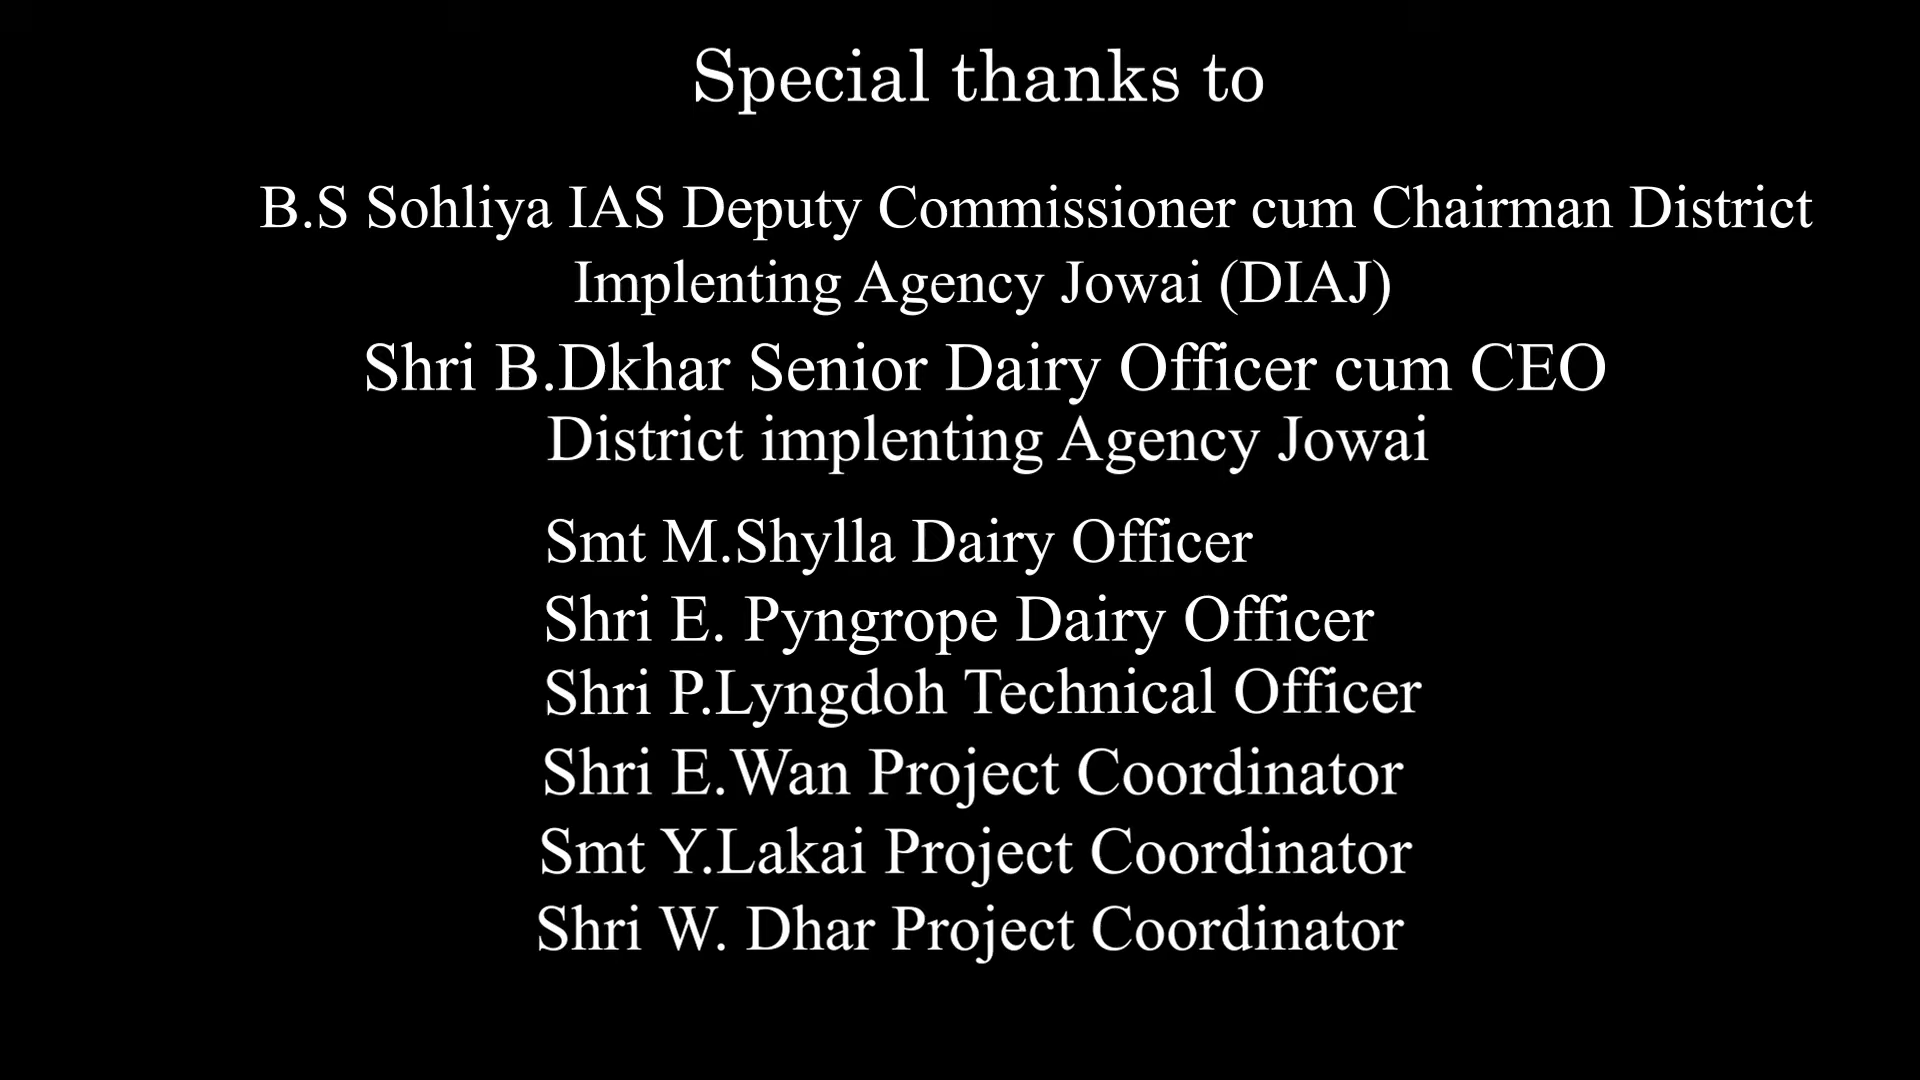 Special thanks to
B.S Sohliya IAS Deputy Commissioner cum Chairman District
Implenting Agency Jowai (DIAJ)
Shri B.Dkhar Senior Dairy Officer cum CEO
District implenting Agency Jowai
Smt M.Shylla Dairy Officer
Shri E. Pyngrope Dairy Officer
Shri P.Lyngdoh Technical Officer
Shri E.Wan Project Coordinator
Smt Y.Lakai Project Coordinator
Shri W. Dhar Project Coordinator